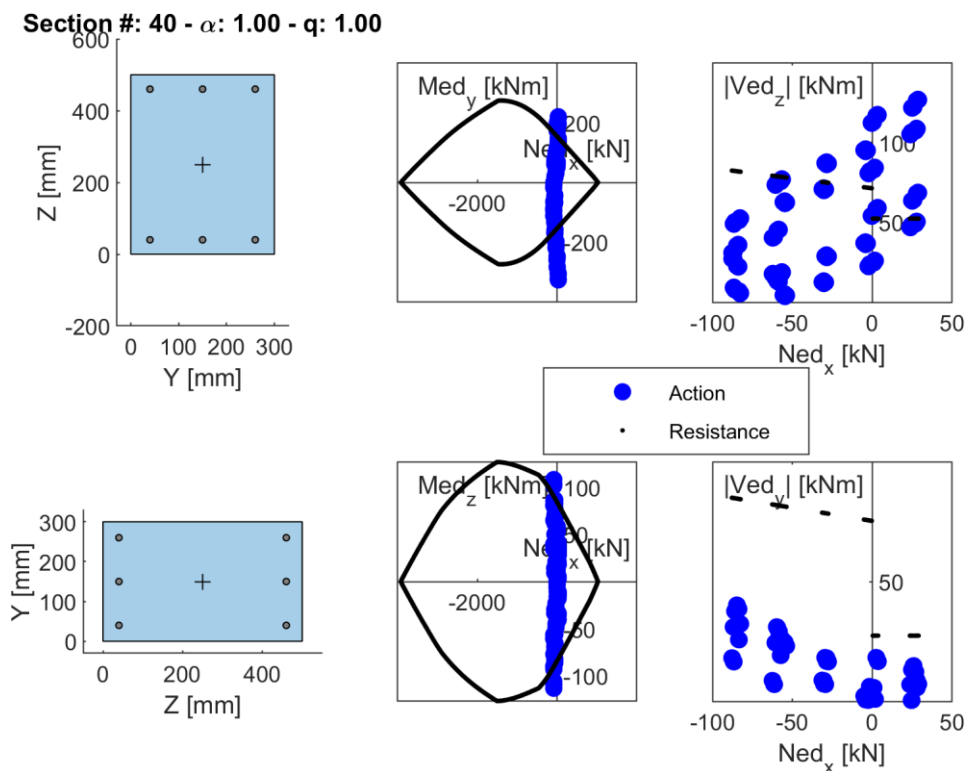 Section #: 40 - α: 1.00 - q: 1.00
600
400
200
0
-200
Z [mm]
0 100 200 300
Y [mm]
Med_y [kNm]
200
Ned_x [kN]
-2000
-200
|Ved_z| [kNm]
100
50
-100 -50 0 50
Ned_x [kN]
Action
Resistance
300
200
100
0
Y [mm]
0 200 400
Z [mm]
Med_z [kNm]
100
50
Ned_x [kN]
-2000
-50
-100
|Ved_y| [kNm]
50
-100 -50 0 50
Ned_x [kN]